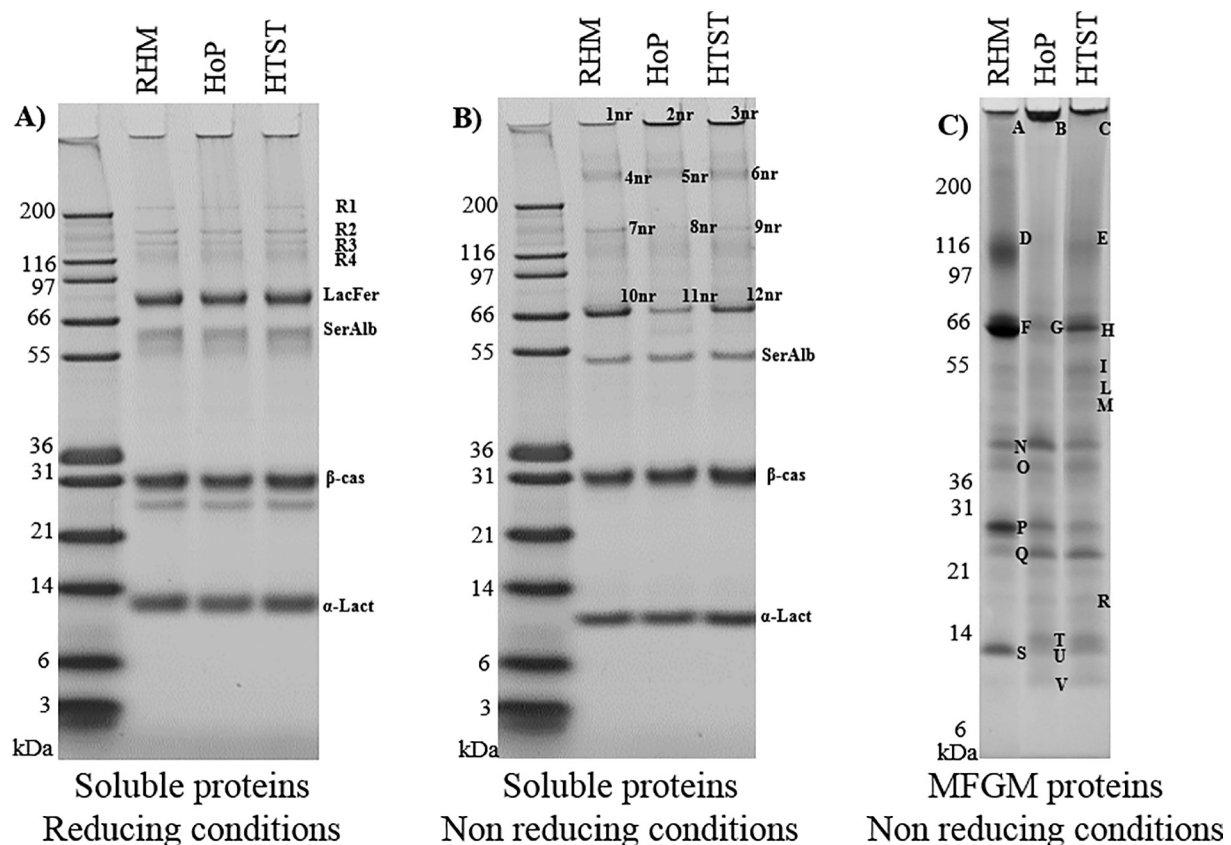 RHM HoP HTST
A)
200
116
97
66
55
36
31
21
14
6
3
kDa
R1
R2
R3
R4
LacFer
SerAlb
β-cas
α-Lact
Soluble proteins
Reducing conditions
RHM HoP HTST
B)
1nr 2nr 3nr
4nr 5nr 6nr
7nr 8nr 9nr
10nr 11nr 12nr
200
116
97
66
55
36
31
21
14
6
3
kDa
SerAlb
β-cas
α-Lact
Soluble proteins
Non reducing conditions
RHM HoP HTST
C)
A B C
200
D E
116
97
66
F G H
55
I
L
M
N
O
36
31
P
Q
21
R
14
T
S U
V
6
kDa
MFGM proteins
Non reducing conditions